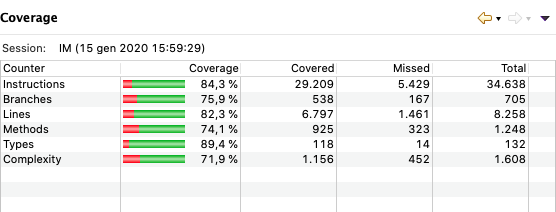 Coverage
Session: IM (15 gen 2020 15:59:29)
Counter Coverage Covered Missed Total
Instructions 84,3 % 29.209 5.429 34.638
Branches 75,9 % 538 167 705
Lines 82,3 % 6.797 1.461 8.258
Methods 74,1 % 925 323 1.248
Types 89,4 % 118 14 132
Complexity 71,9 % 1.156 452 1.608